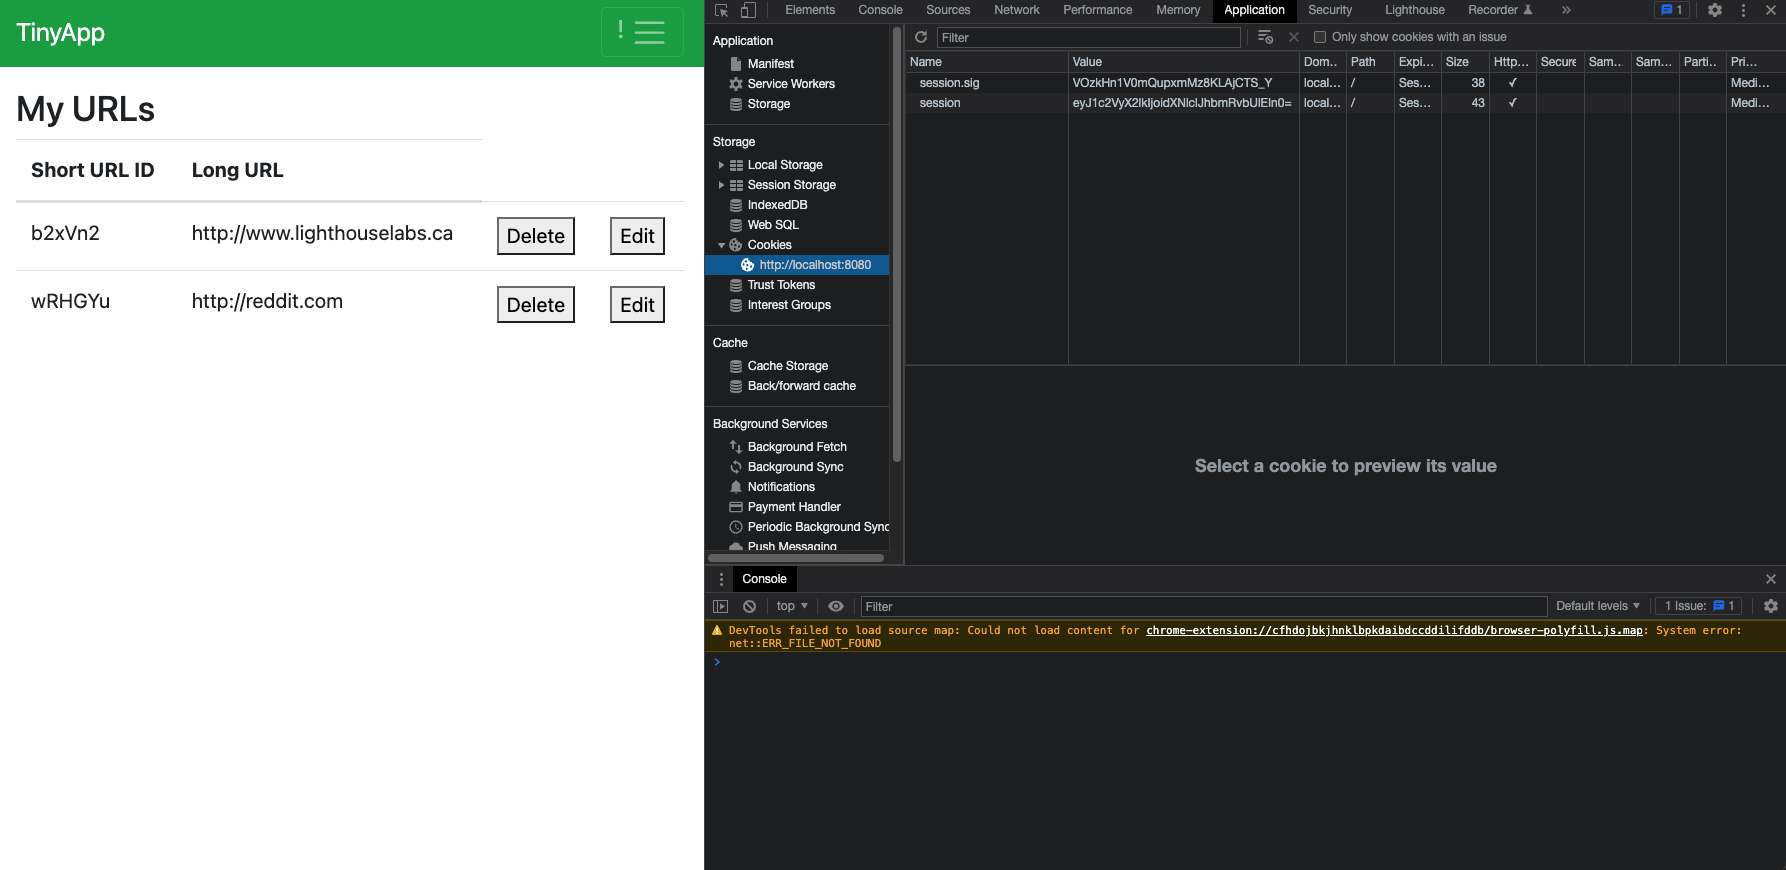 TinyApp
!
My URLs
Short URL ID Long URL
b2xVn2 http://www.lighthouselabs.ca Delete Edit
wRHGYu http://reddit.com Delete Edit
Elements Console Sources Network Performance Memory Application Security Lighthouse Recorder » 1
Application
Manifest
Service Workers
Storage
Storage
Local Storage
Session Storage
IndexedDB
Web SQL
Cookies
http://localhost:8080
Trust Tokens
Interest Groups
Cache
Cache Storage
Back/forward cache
Background Services
Background Fetch
Background Sync
Notifications
Payment Handler
Periodic Background Sync
Push Messaging
Filter Only show cookies with an issue
Name Value Dom... Path Expi... Size Http... Secure Sam... Sam... Parti... Pri...
session.sig VOzkHn1V0mQupxmMz8KLAjCTS_Y local... / Ses... 38 ✓ Medi...
session local... / Ses... 43 ✓ Medi...
Select a cookie to preview its value
Console
top Filter Default levels 1 Issue: 1
DevTools failed to load source map: Could not load content for chrome-extension://cfhdojbkjhnklbpkdaibdccddilifddb/browser-polyfill.js.map: System error:
net::ERR_FILE_NOT_FOUND